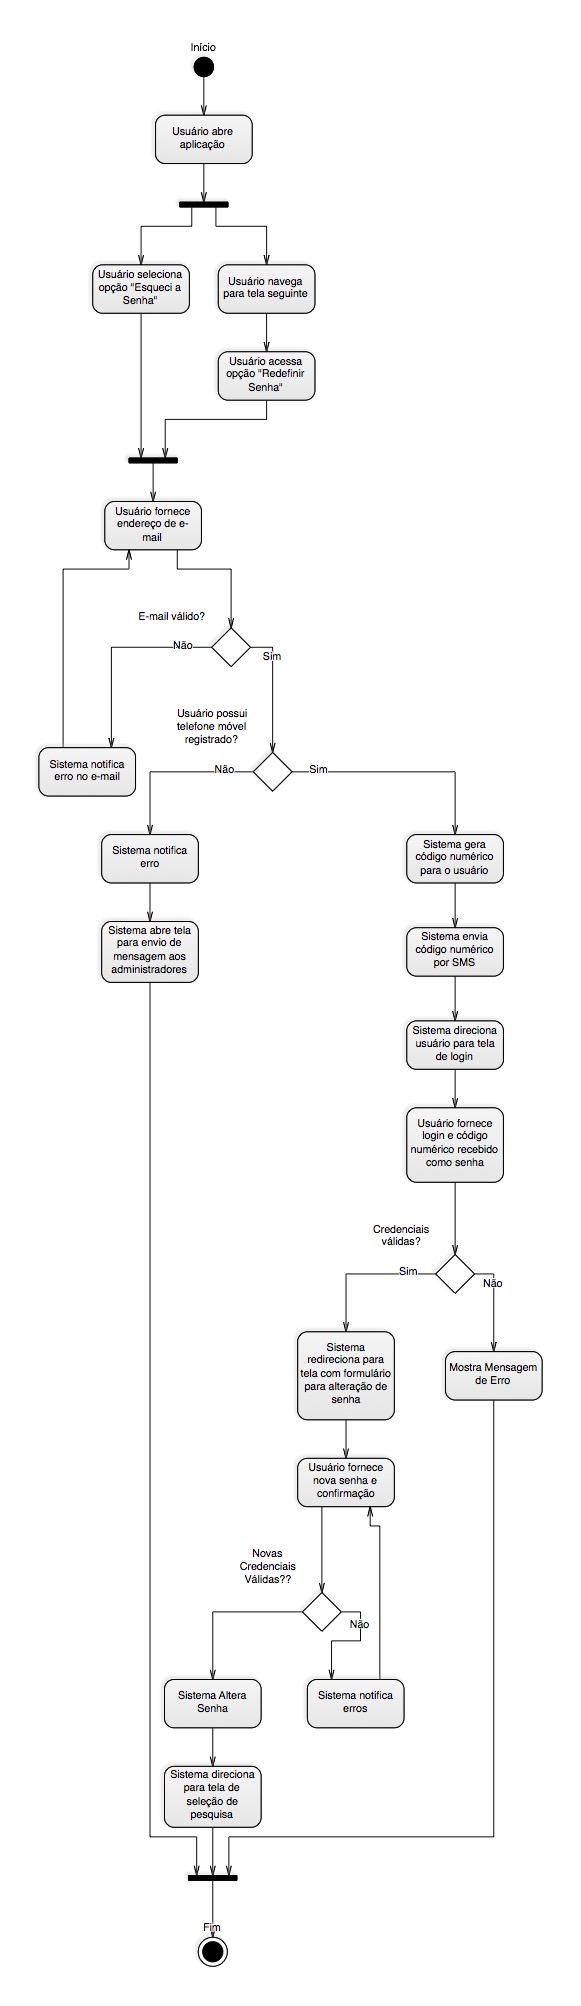 Início
Usuário abre
aplicação
Usuário seleciona
opção "Esqueci a
Senha"
Usuário navega
para tela seguinte
Usuário acessa
opção "Redefinir
Senha"
Usuário fornece
endereço de e-
mail
E-mail válido?
Não
Sim
Usuário possui
telefone móvel
registrado?
Sistema notifica
erro no e-mail
Não
Sim
Sistema notifica
erro
Sistema gera
código numérico
para o usuário
Sistema abre tela
para envio de
mensagem aos
administradores
Sistema envia
código numérico
por SMS
Sistema direciona
usuário para tela
de login
Usuário fornece
login e código
numérico recebido
como senha
Credenciais
válidas?
Sim
Não
Sistema
redireciona para
tela com formulário
para alteração de
senha
Mostra Mensagem
de Erro
Usuário fornece
nova senha e
confirmação
Novas
Credenciais
Válidas??
Não
Sistema Altera
Senha
Sistema notifica
erros
Sistema direciona
para tela de
seleção de
pesquisa
Fim